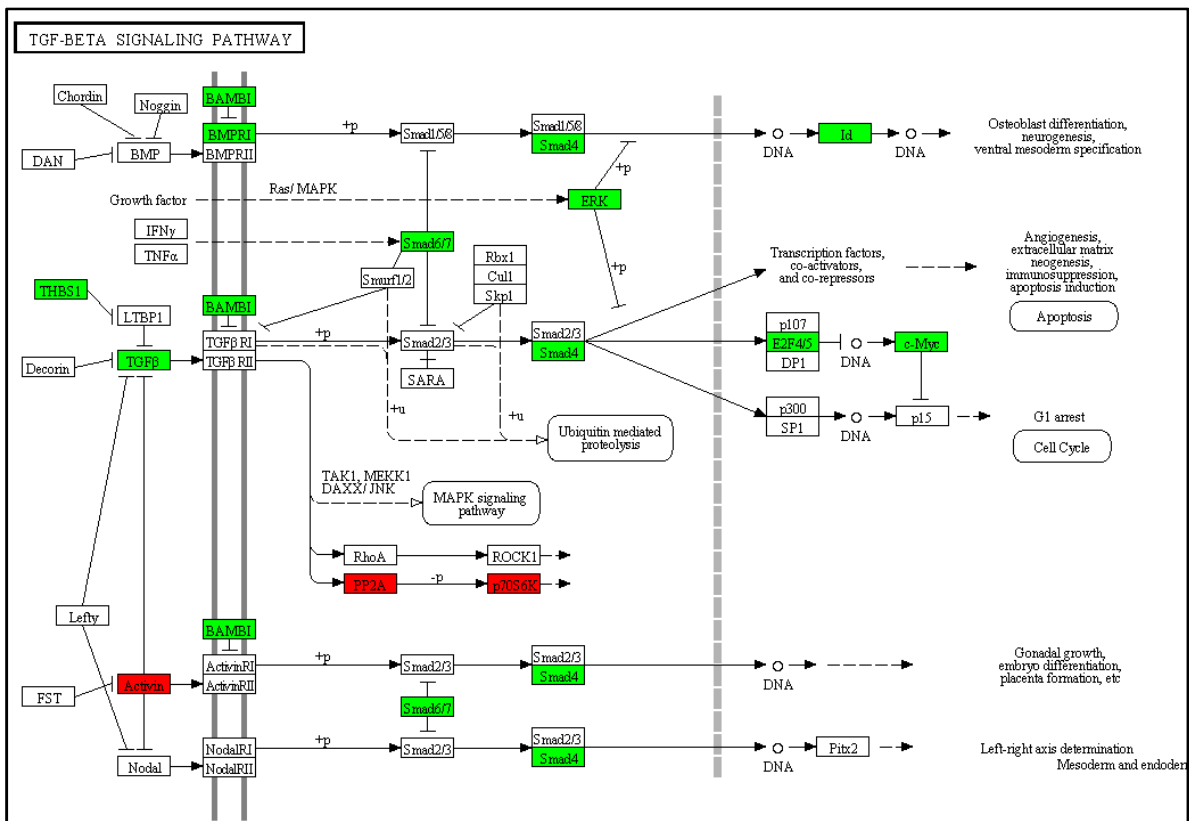 TGF-BETA SIGNALING PATHWAY
Chordin
Noggin
BAMBI
DAN
BMP
BMPRI
BMPRII
+p
Smad1/5/8
Smad1/5/8
Smad4
DNA
Id
DNA
Osteoblast differentiation,
neurogenesis,
ventral mesoderm specification
Growth factor
Ras/ MAPK
ERK
+p
+p
IFNγ
TNFα
Smad6/7
Smurf1/2
Rbx1
Cul1
Skp1
Transcription factors,
co-activators,
and co-repressors
Angiogenesis,
extracellular matrix
neogenesis,
immunosuppression,
apoptosis induction
Apoptosis
THBS1
LTBP1
BAMBI
Decorin
TGFβ
TGFβ RI
TGFβ RII
+p
Smad2/3
SARA
Smad2/3
Smad4
p107
E2F4/5
DP1
DNA
c-Myc
p300
SP1
DNA
p15
G1 arrest
Cell Cycle
+u
+u
Ubiquitin mediated
proteolysis
TAK1, MEKK1
DAXX/ JNK
MAPK signaling
pathway
RhoA
ROCK1
PP2A
-p
p70S6K
Lefty
BAMBI
FST
Activin
ActivinRI
ActivinRII
+p
Smad2/3
Smad2/3
Smad4
DNA
Gonadal growth,
embryo differentiation,
placenta formation, etc
Smad6/7
Nodal
NodalRI
NodalRII
+p
Smad2/3
Smad2/3
Smad4
DNA
Pitx2
Left-right axis determination
Mesoderm and endoderm